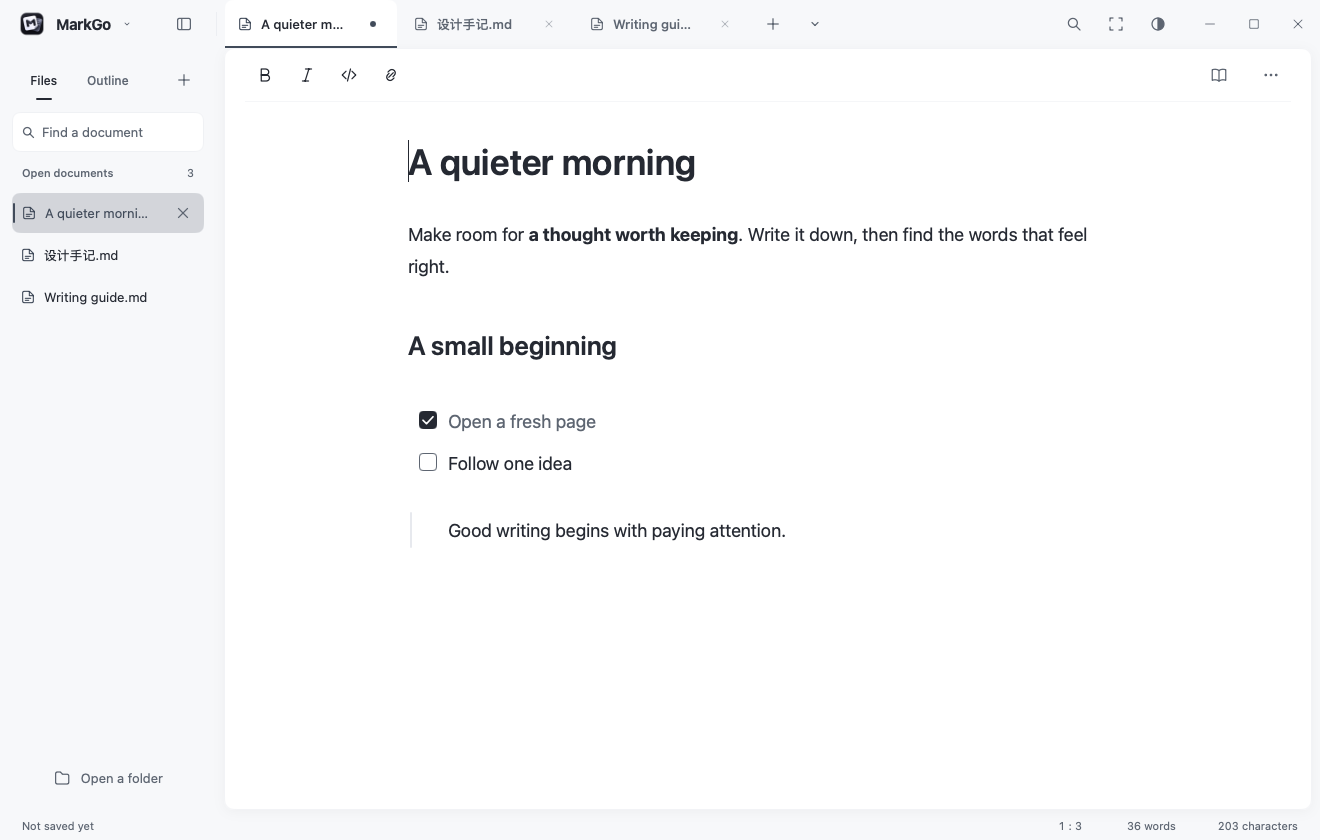 MarkGo
A quieter m...
设计手记.md
Writing gui...
Files
Outline
Find a document
Open documents
3
A quieter morni...
设计手记.md
Writing guide.md
Open a folder
Not saved yet
B I </>
A quieter morning
Make room for a thought worth keeping. Write it down, then find the words that feel
right.
A small beginning
Open a fresh page
Follow one idea
Good writing begins with paying attention.
1 : 3
36 words
203 characters